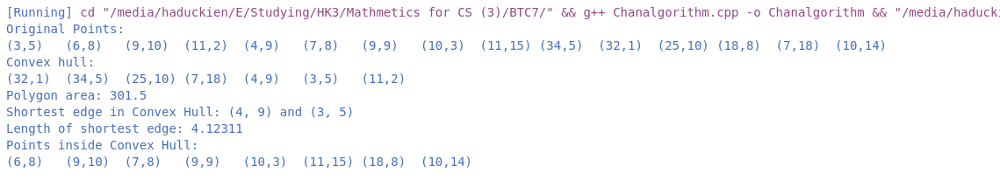 [Running] cd "/media/haduckien/E/Studying/HK3/Mathmetics for CS (3)/BTC7/" && g++ Chanalgorithm.cpp -o Chanalgorithm && "/media/haducki
Original Points:
(3,5) (6,8) (9,10) (11,2) (4,9) (7,8) (9,9) (10,3) (11,15) (34,5) (32,1) (25,10) (18,8) (7,18) (10,14)
Convex hull:
(32,1) (34,5) (25,10) (7,18) (4,9) (3,5) (11,2)
Polygon area: 301.5
Shortest edge in Convex Hull: (4, 9) and (3, 5)
Length of shortest edge: 4.12311
Points inside Convex Hull:
(6,8) (9,10) (7,8) (9,9) (10,3) (11,15) (18,8) (10,14)